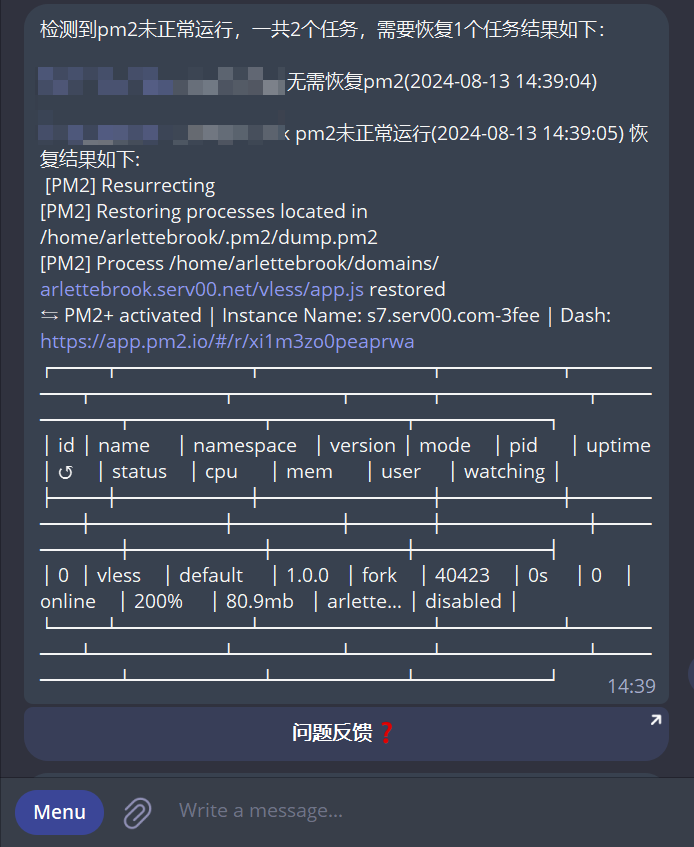 检测到pm2未正常运行，一共2个任务，需要恢复1个任务结果如下：
无需恢复pm2(2024-08-13 14:39:04)
k pm2未正常运行(2024-08-13 14:39:05) 恢
复结果如下:
[PM2] Resurrecting
[PM2] Restoring processes located in
/home/arlettebrook/.pm2/dump.pm2
[PM2] Process /home/arlettebrook/domains/
arlettebrook.serv00.net/vless/app.js restored
⇆ PM2+ activated | Instance Name: s7.serv00.com-3fee | Dash:
https://app.pm2.io/#/r/xi1m3zo0peaprwa
│ id │ name │ namespace │ version │ mode │ pid │ uptime
│ ↺ │ status │ cpu │ mem │ user │ watching │
│ 0 │ vless │ default │ 1.0.0 │ fork │ 40423 │ 0s │ 0 │
online │ 200% │ 80.9mb │ arlette... │ disabled │
14:39
问题反馈❓
Menu
Write a message...